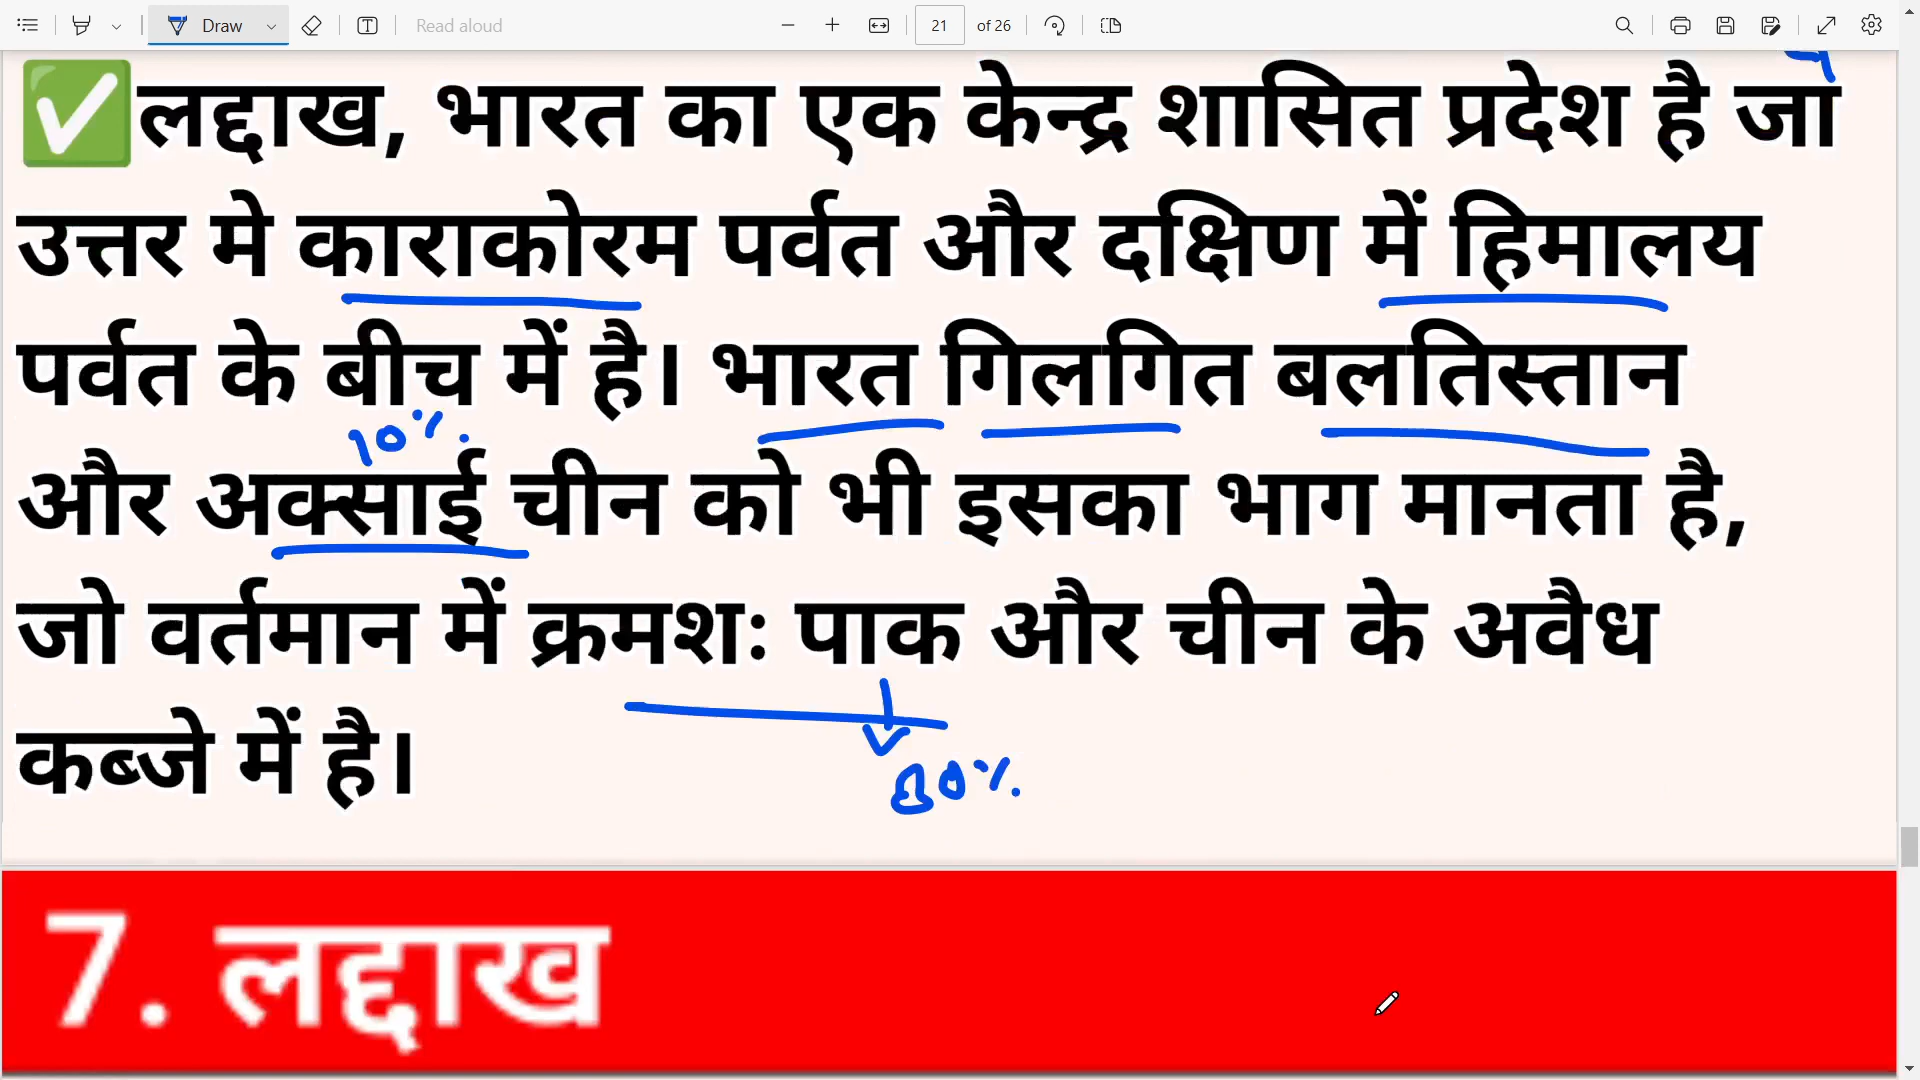 Draw
Read aloud
21 of 26
✅लद्दाख, भारत का एक केन्द्र शासित प्रदेश है जो
उत्तर मे काराकोरम पर्वत और दक्षिण में हिमालय
पर्वत के बीच में है। भारत गिलगित बलतिस्तान
10%.
और अक्साई चीन को भी इसका भाग मानता है,
जो वर्तमान में क्रमश: पाक और चीन के अवैध
कब्जे में है।
80%.
7. लद्दाख